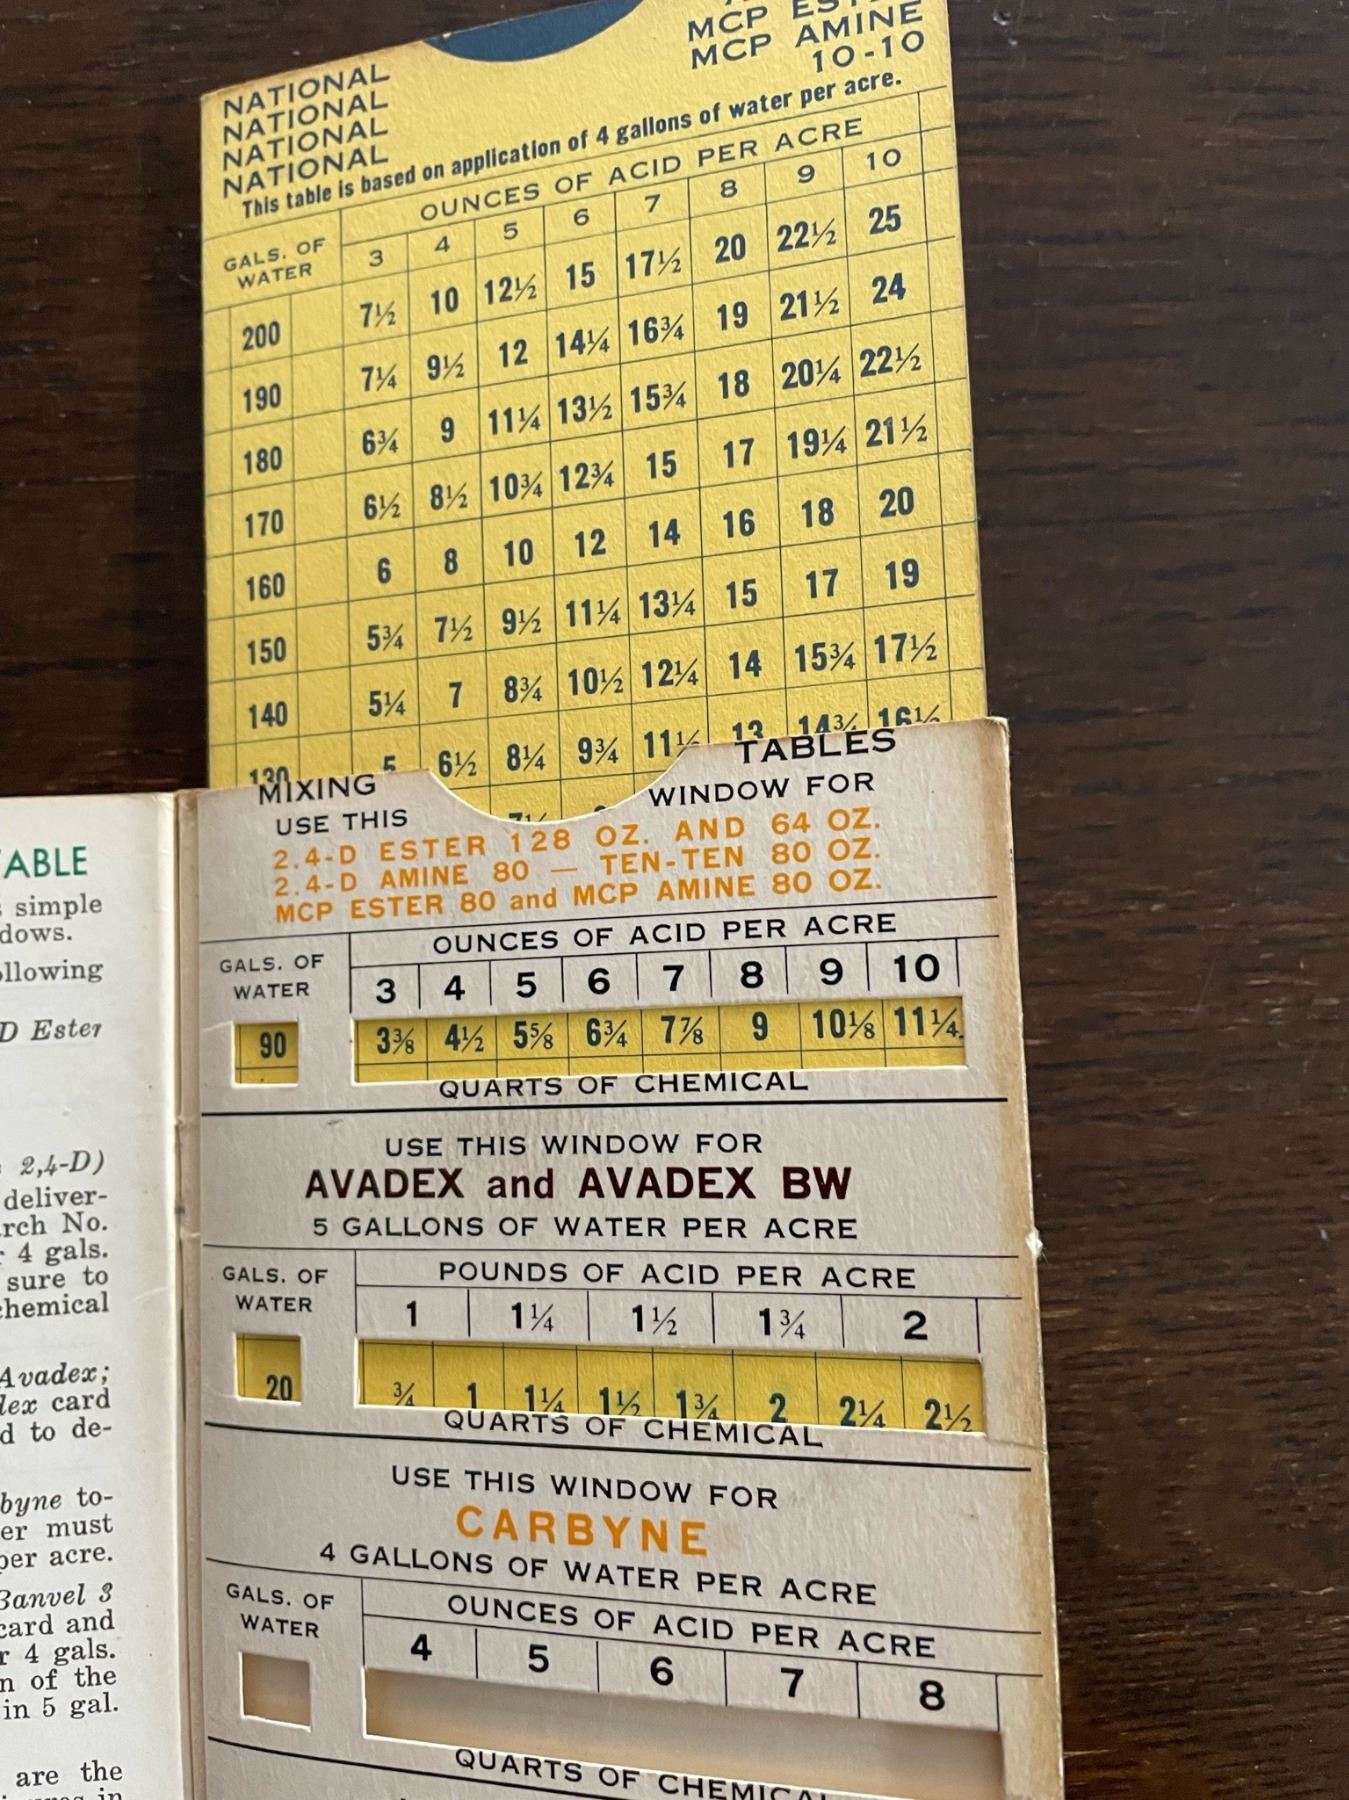 MCP AMINE
10-10
NATIONAL
NATIONAL
NATIONAL
NATIONAL
This table is based on application of 4 gallons of water per acre.
GALS. OF WATER
OUNCES OF ACID PER ACRE
3 4 5 6 7 8 9 10
200 7½ 10 12½ 15 17½ 20 22½ 25
190 7¼ 9½ 12 14¼ 16¾ 19 21½ 24
180 6¾ 9 11¼ 13½ 15¾ 18 20¼ 22½
170 6½ 8½ 10¾ 12¾ 15 17 19¼ 21½
160 6 8 10 12 14 16 18 20
150 5¾ 7½ 9½ 11¼ 13¼ 15 17 19
140 5¼ 7 8¾ 10½ 12¼ 14 15¾ 17½
130 5 6½ 8¼ 9¾ 11½ 13 14¾ 16½
MIXING TABLES
USE THIS WINDOW FOR
2.4-D ESTER 128 OZ. AND 64 OZ.
2.4-D AMINE 80 — TEN-TEN 80 OZ.
MCP ESTER 80 and MCP AMINE 80 OZ.
GALS. OF WATER
OUNCES OF ACID PER ACRE
3 4 5 6 7 8 9 10
90 3⅜ 4½ 5⅝ 6¾ 7⅞ 9 10⅛ 11¼
QUARTS OF CHEMICAL
USE THIS WINDOW FOR
AVADEX and AVADEX BW
5 GALLONS OF WATER PER ACRE
GALS. OF WATER
POUNDS OF ACID PER ACRE
1 1¼ 1½ 1¾ 2
20 ¾ 1 1¼ 1½ 1¾ 2 2¼ 2½
QUARTS OF CHEMICAL
USE THIS WINDOW FOR
CARBYNE
4 GALLONS OF WATER PER ACRE
GALS. OF WATER
OUNCES OF ACID PER ACRE
4 5 6 7 8
QUARTS OF
ABLE
simple
dows.
ollowing
D Ester
2,4-D)
deliver-
rch No.
4 gals.
sure to
chemical
Avadex;
lex card
d to de-
byne to-
er must
per acre.
Banvel 3
card and
r 4 gals.
n of the
in 5 gal.
are the
in